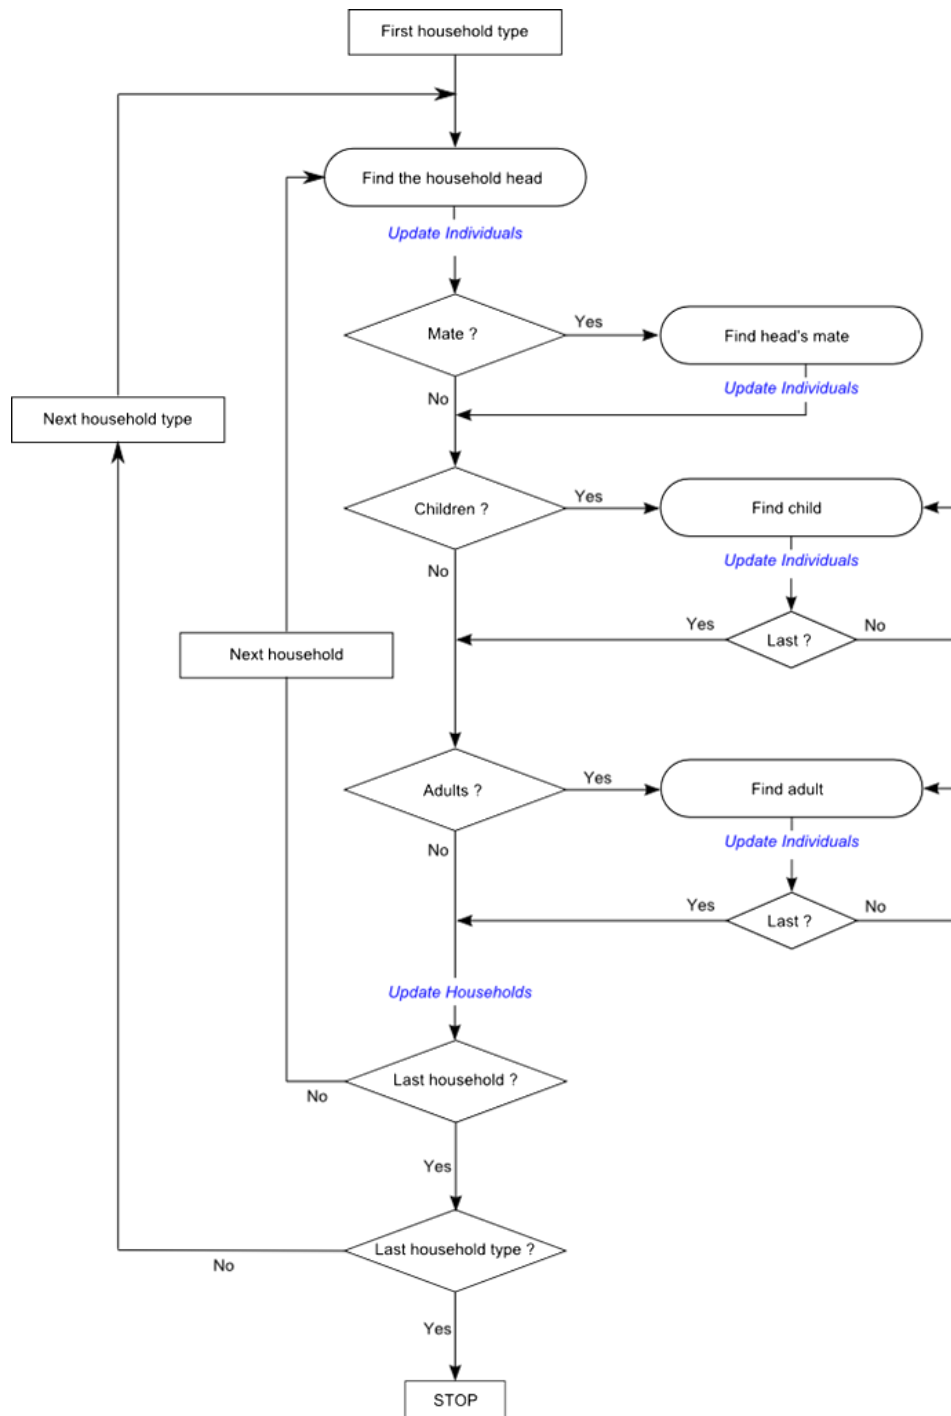 First household type
Find the household head
Update Individuals
Mate ?
Yes
Find head's mate
Update Individuals
No
Next household type
Children ?
Yes
Find child
Update Individuals
No
Yes
Last ?
No
Next household
Adults ?
Yes
Find adult
Update Individuals
No
Yes
Last ?
No
Update Households
Last household ?
No
Yes
Last household type ?
No
Yes
STOP